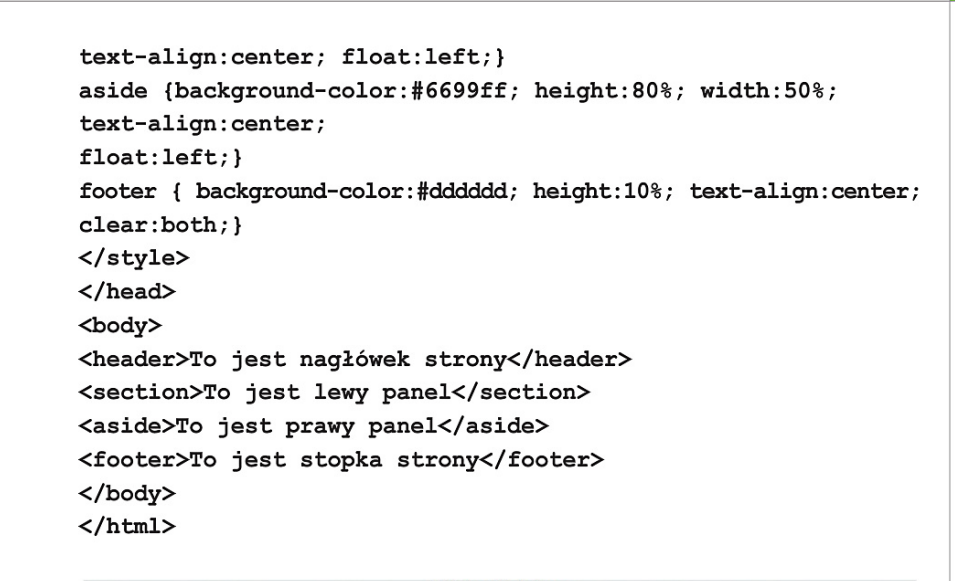 text-align:center; float:left;}
aside {background-color:#6699ff; height:80%; width:50%;
text-align:center;
float:left;}
footer { background-color:#dddddd; height:10%; text-align:center;
clear:both;}
</style>
</head>
<body>
<header>To jest nagłówek strony</header>
<section>To jest lewy panel</section>
<aside>To jest prawy panel</aside>
<footer>To jest stopka strony</footer>
</body>
</html>